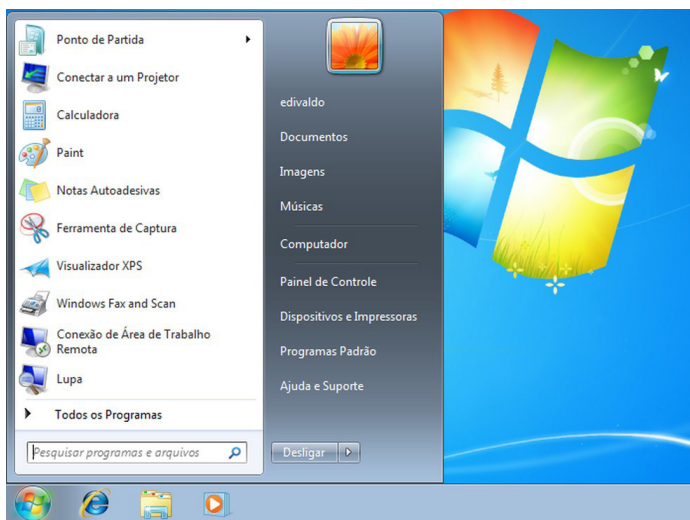 Ponto de Partida
Conectar a um Projetor
Calculadora
Paint
Notas Autoadesivas
Ferramenta de Captura
Visualizador XPS
Windows Fax and Scan
Conexão de Área de Trabalho
Remota
Lupa
Todos os Programas
Pesquisar programas e arquivos
edivaldo
Documentos
Imagens
Músicas
Computador
Painel de Controle
Dispositivos e Impressoras
Programas Padrão
Ajuda e Suporte
Desligar